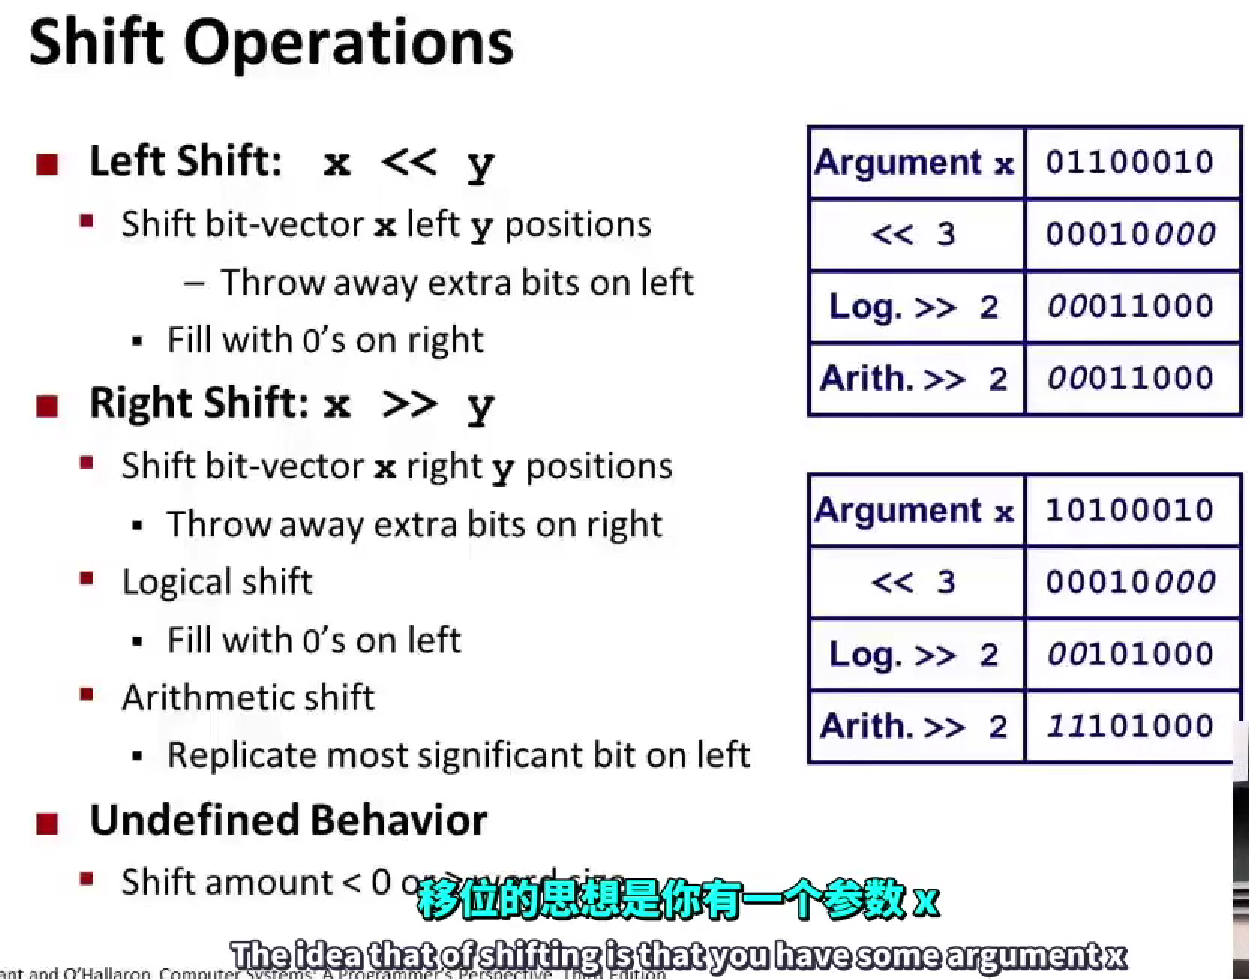 Shift Operations
Left Shift: x << y
Shift bit-vector x left y positions
– Throw away extra bits on left
Fill with 0's on right
Right Shift: x >> y
Shift bit-vector x right y positions
Throw away extra bits on right
Logical shift
Fill with 0's on left
Arithmetic shift
Replicate most significant bit on left
Undefined Behavior
Shift amount < 0 or
Argument x 01100010
<< 3 00010000
Log. >> 2 00011000
Arith. >> 2 00011000
Argument x 10100010
<< 3 00010000
Log. >> 2 00101000
Arith. >> 2 11101000
移位的思想是你有一个参数 x
The idea that of shifting is that you have some argument x
and O'Hallaron, Computer Systems: A Programmer's Perspective, Third Edition